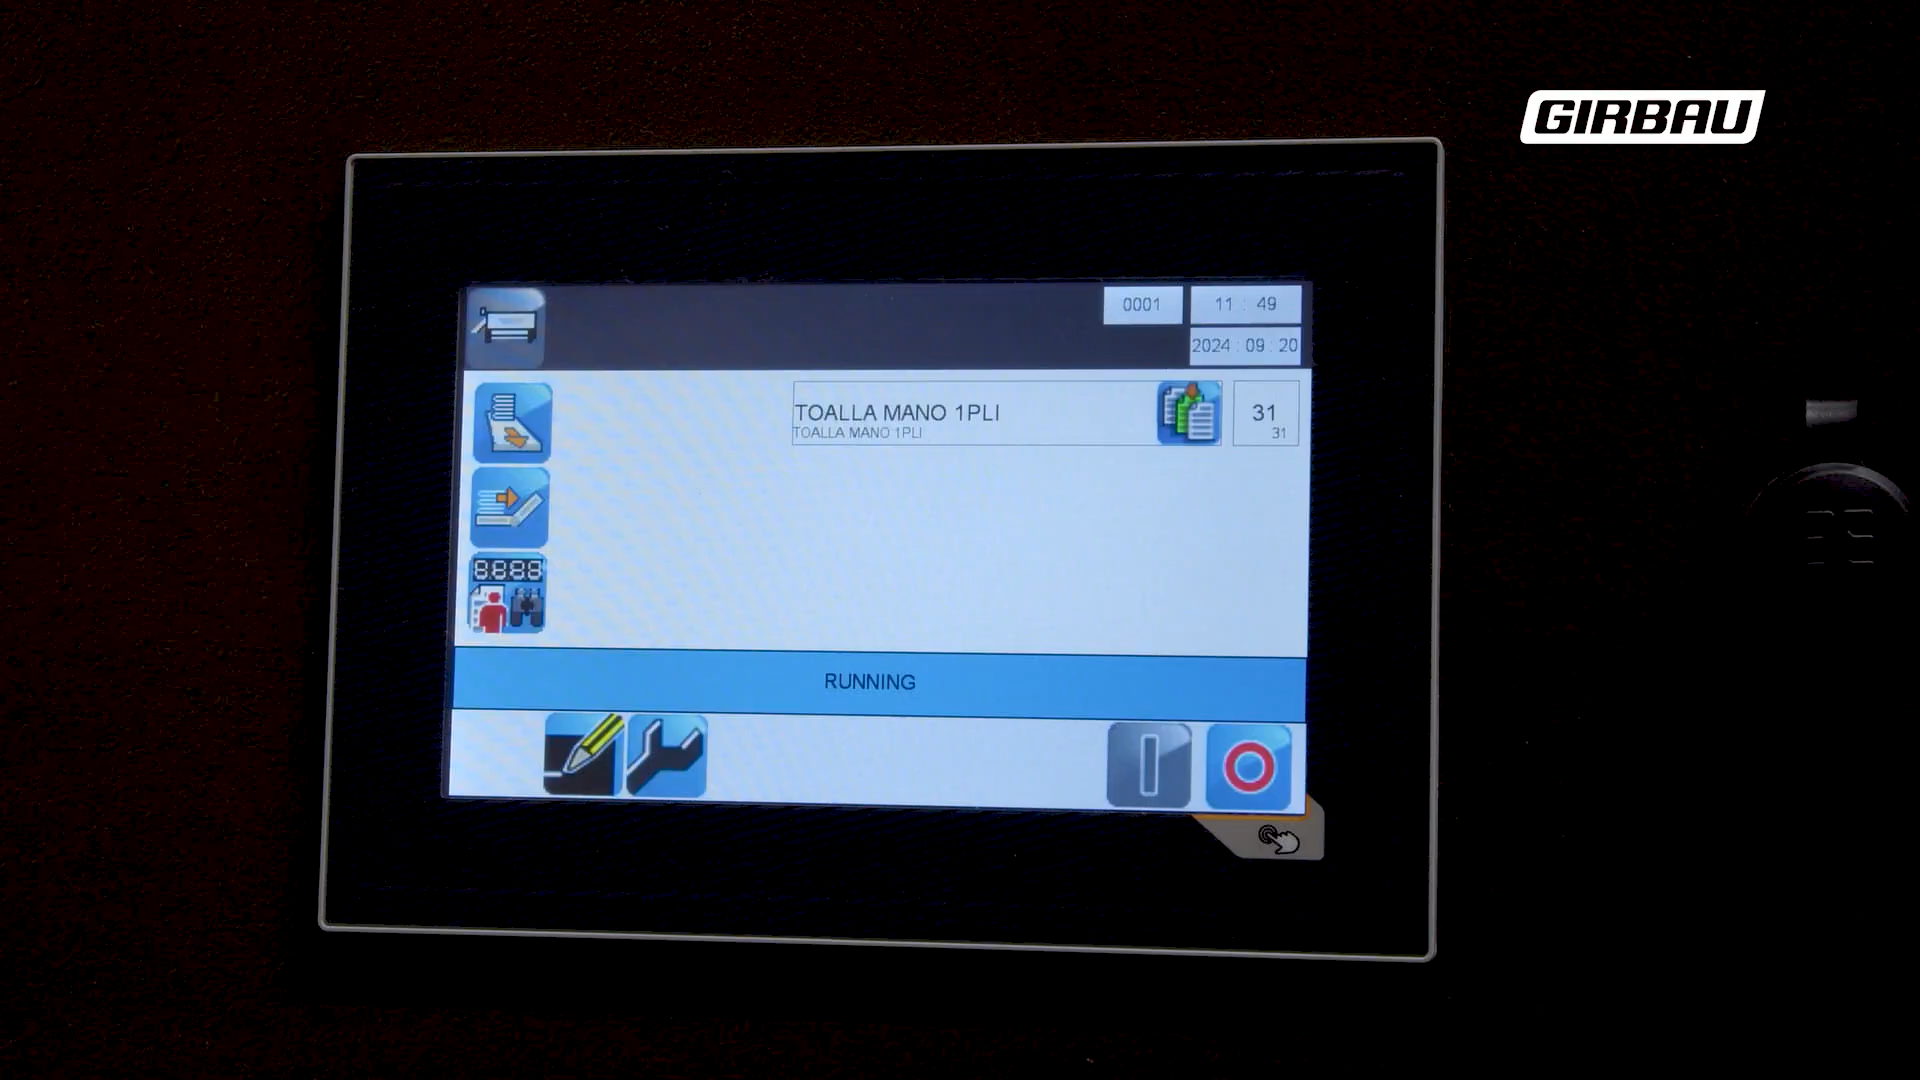 GIRBAU
0001
11 : 49
2024 : 09 : 20
TOALLA MANO 1PLI
TOALLA MANO 1PLI
31
31
8888
RUNNING